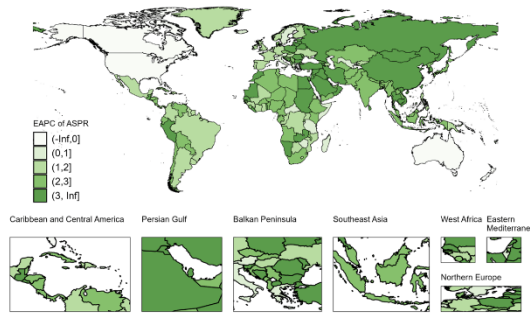 EAPC of ASPR
(-Inf,0]
(0,1]
(1,2]
(2,3]
(3, Inf]
Caribbean and Central America
Persian Gulf
Balkan Peninsula
Southeast Asia
West Africa
Eastern
Mediterrane
Northern Europe